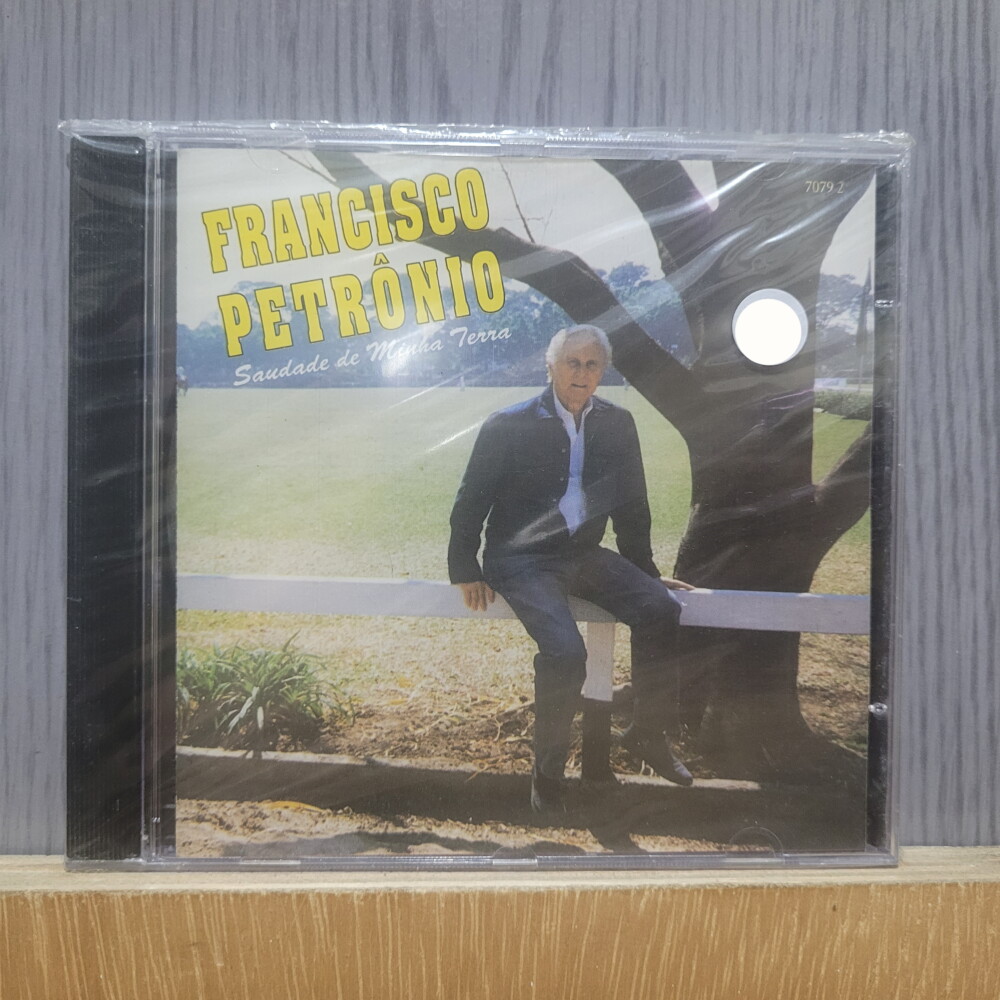 FRANCISCO
PETRÔNIO
Saudade de Minha Terra
7079 2